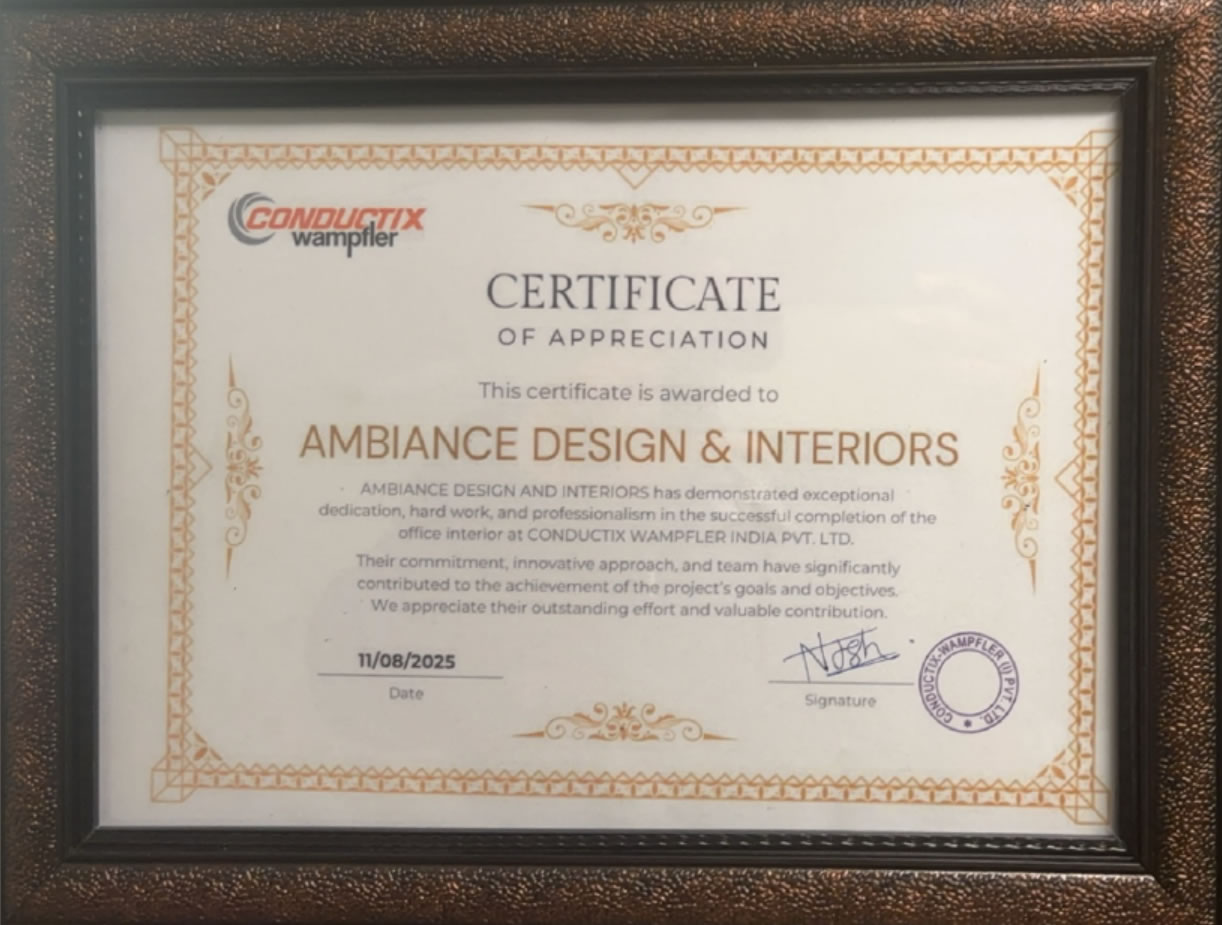 CONDUCTIX
wampfler
CERTIFICATE
OF APPRECIATION
This certificate is awarded to
AMBIANCE DESIGN & INTERIORS
AMBIANCE DESIGN AND INTERIORS has demonstrated exceptional
dedication, hard work, and professionalism in the successful completion of the
office interior at CONDUCTIX WAMPFLER INDIA PVT. LTD.
Their commitment, innovative approach, and team have significantly
contributed to the achievement of the project's goals and objectives.
We appreciate their outstanding effort and valuable contribution.
11/08/2025
Date
Signature
CONDUCTIX-WAMPFLER (I) PVT. LTD.